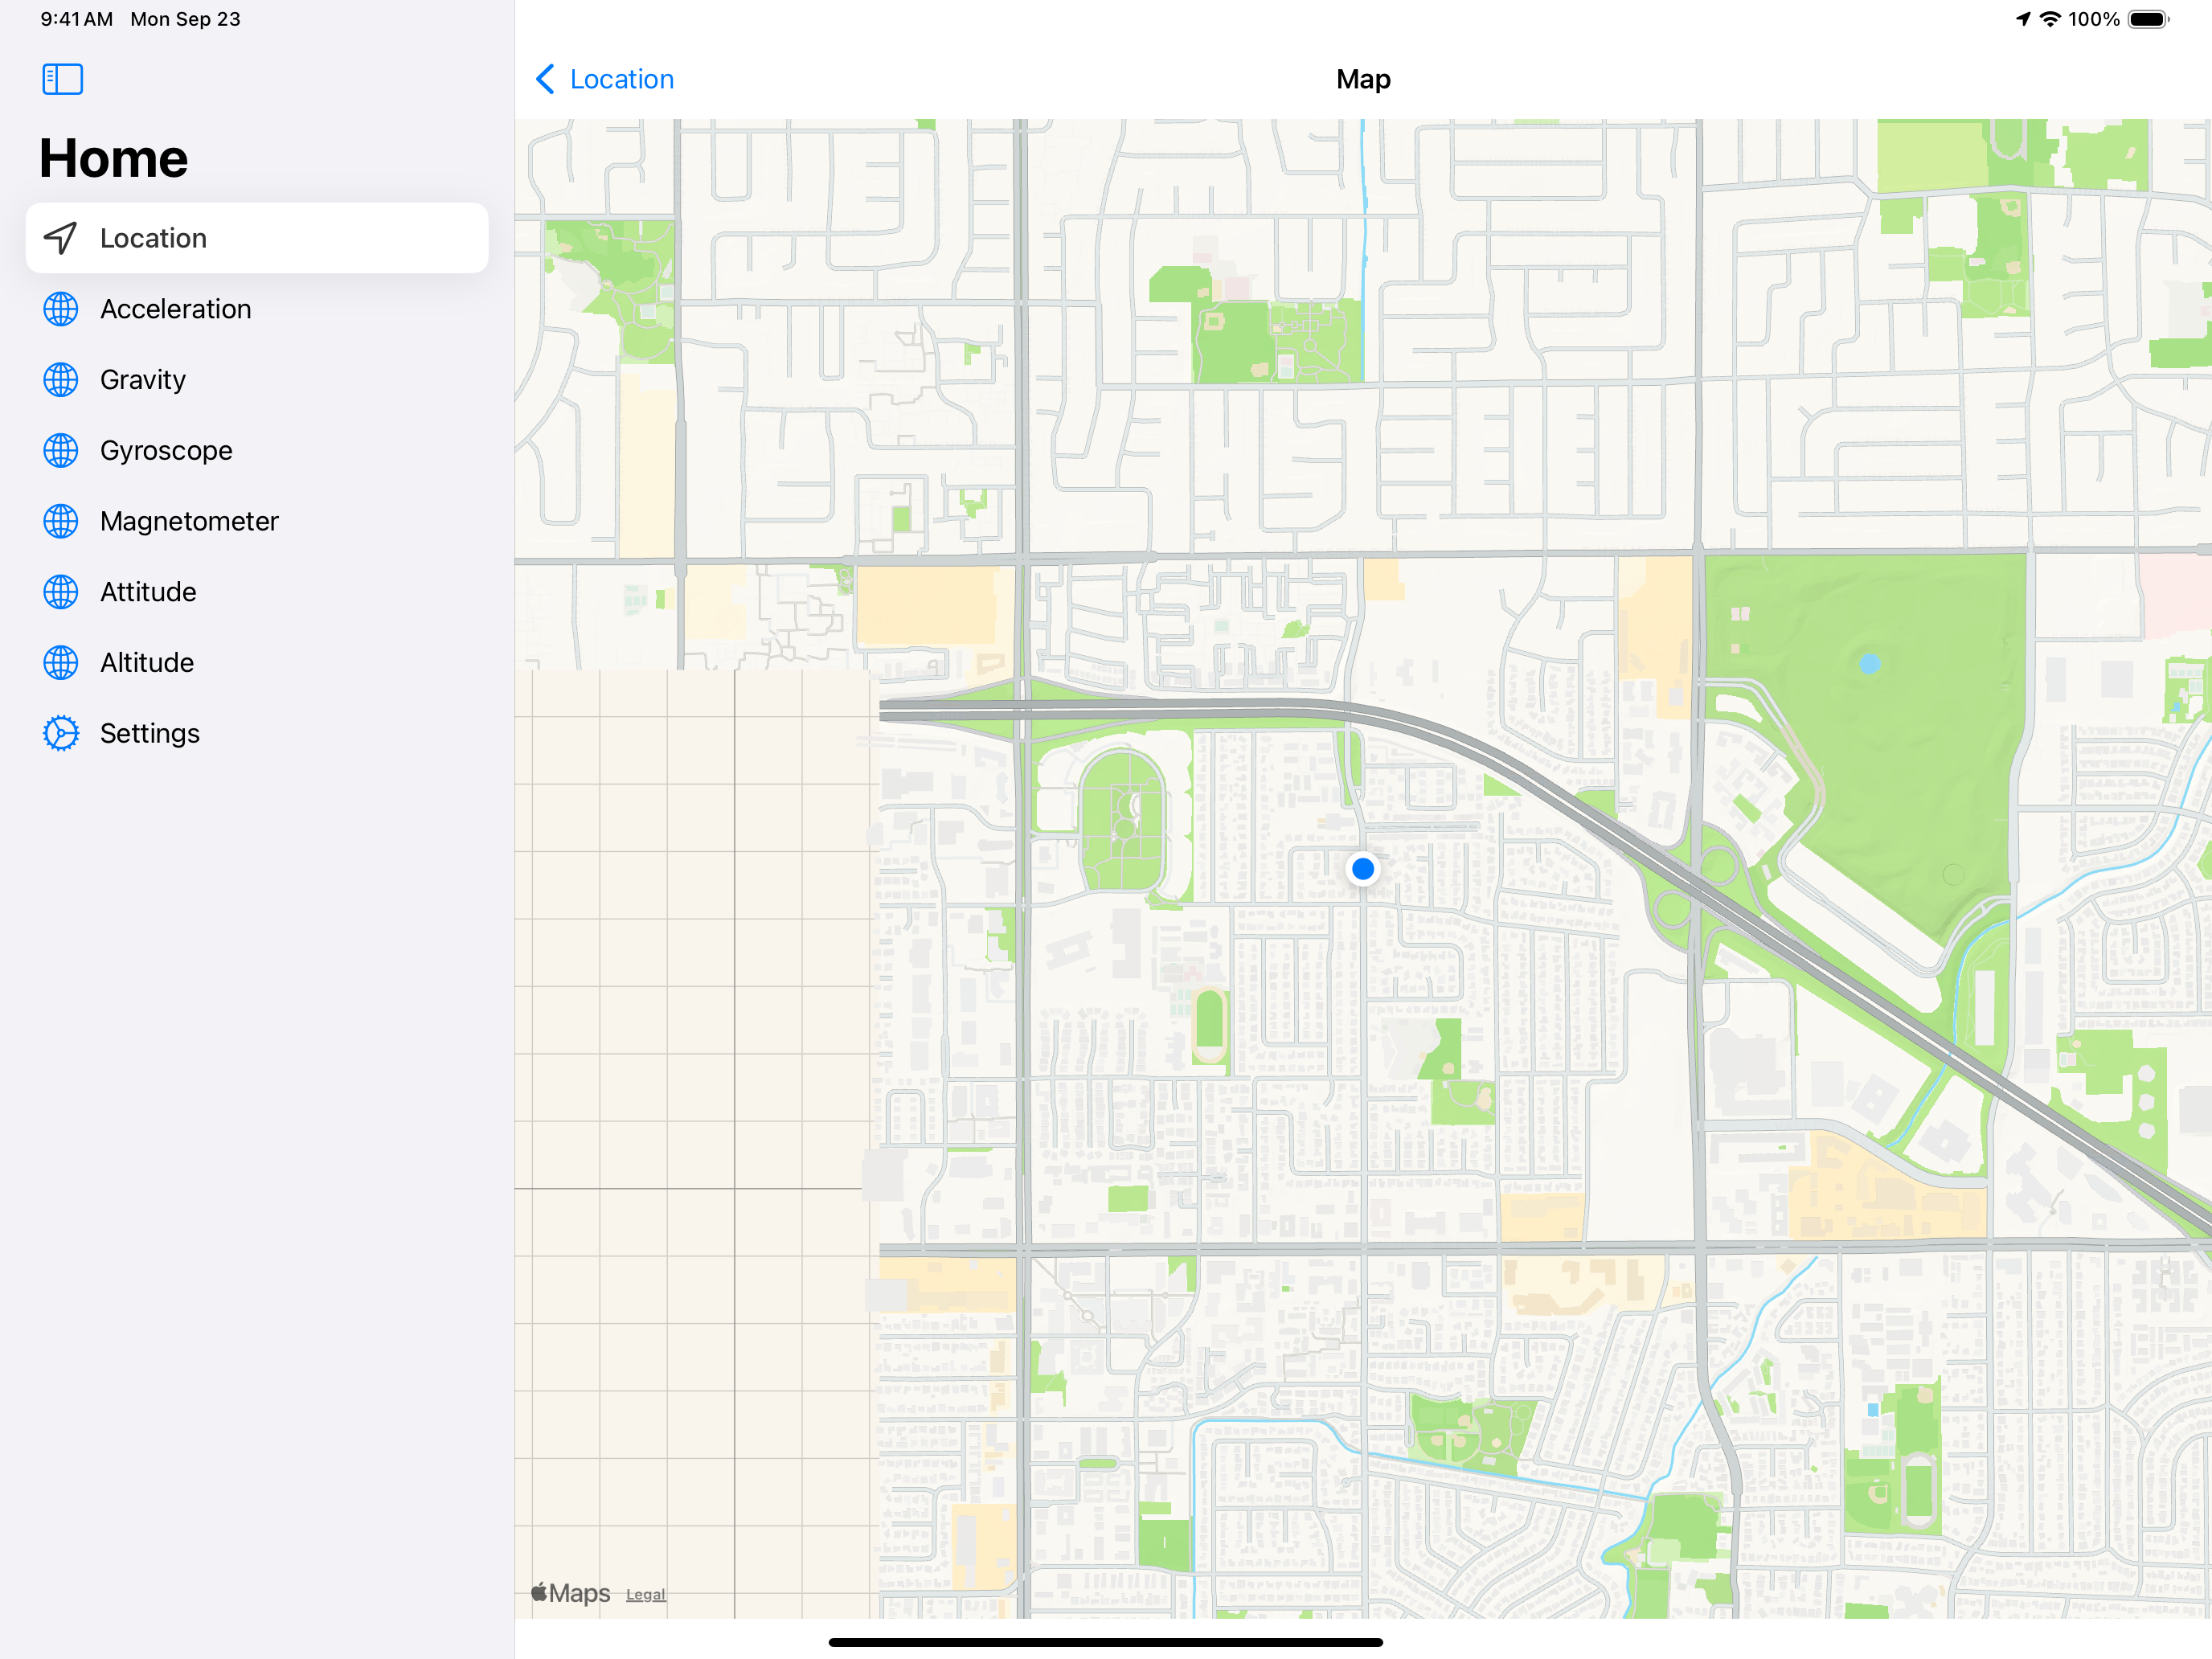 9:41 AM Mon Sep 23
100%
Home
Location
Acceleration
Gravity
Gyroscope
Magnetometer
Attitude
Altitude
Settings
Location
Map
Maps Legal